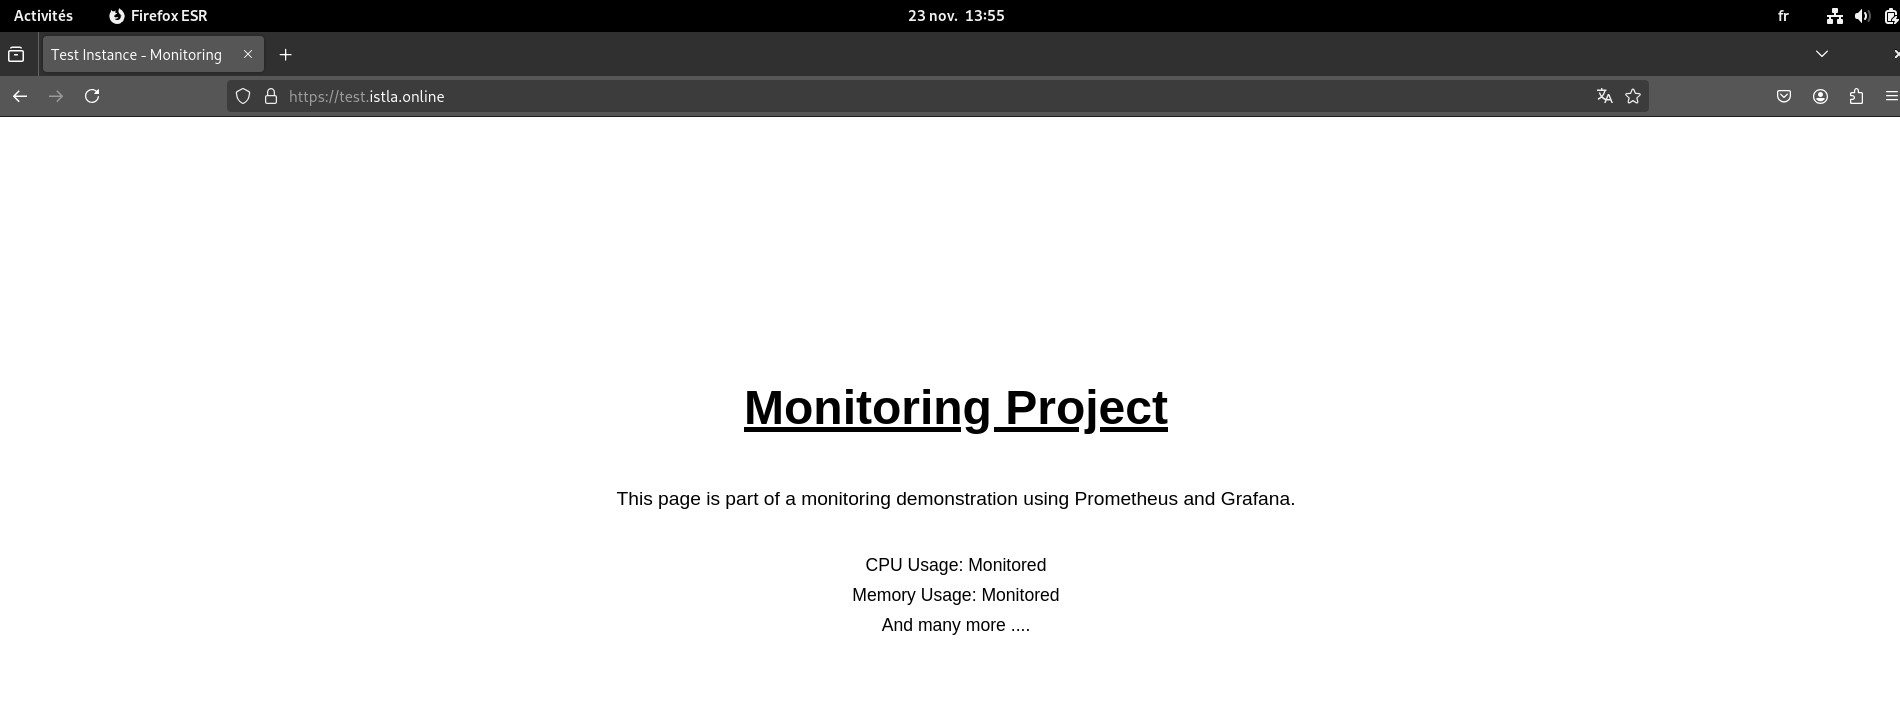 Activités Firefox ESR 23 nov. 13:55 fr
Test Instance - Monitoring
https://test.istla.online
Monitoring Project
This page is part of a monitoring demonstration using Prometheus and Grafana.
CPU Usage: Monitored
Memory Usage: Monitored
And many more ....